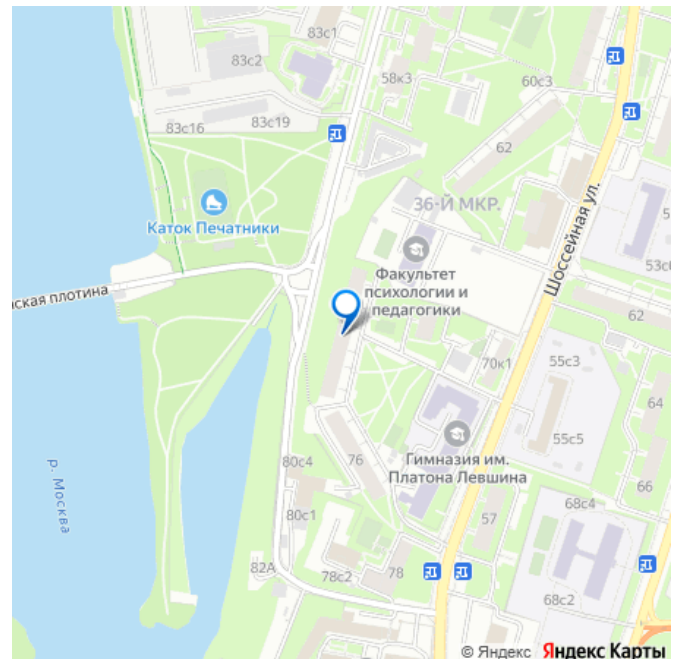 83с1
83с2
58к3
60с3
83с16
83с19
62
Каток Печатники
36-Й МКР.
Факультет
психологии и
педагогики
Шоссейная ул.
нская плотина
62
70к1
55с3
64
55с5
Гимназия им.
Платона Левшина
76
80с4
66
р. Москва
80с1
57
68с4
82А
78с2
78
68с2
© Яндекс Яндекс Карты